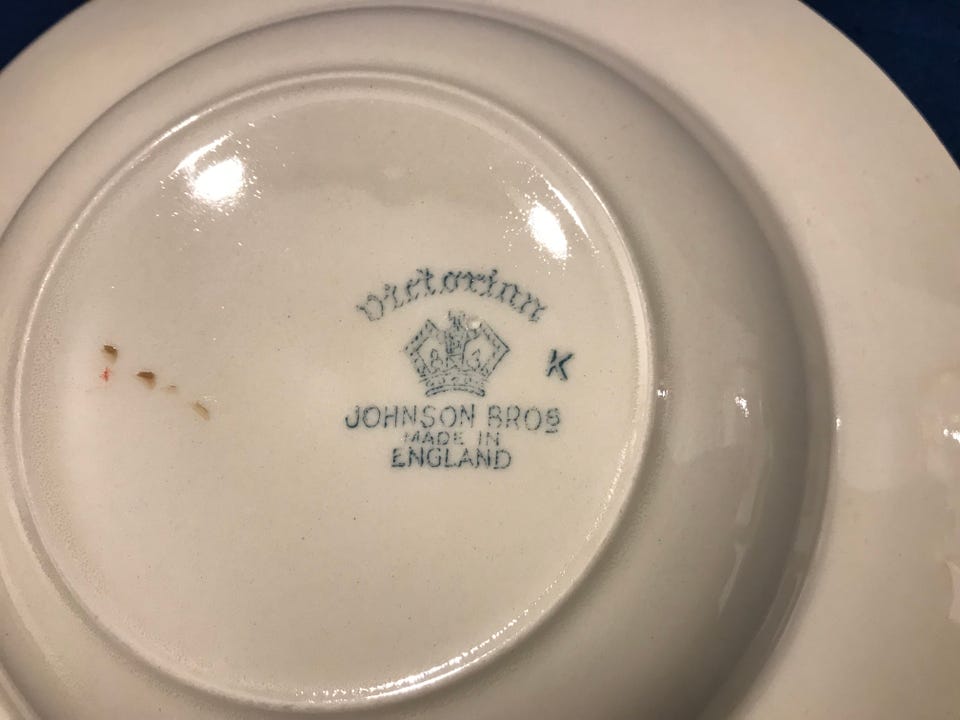 Victorian
K
JOHNSON BROS
MADE IN
ENGLAND